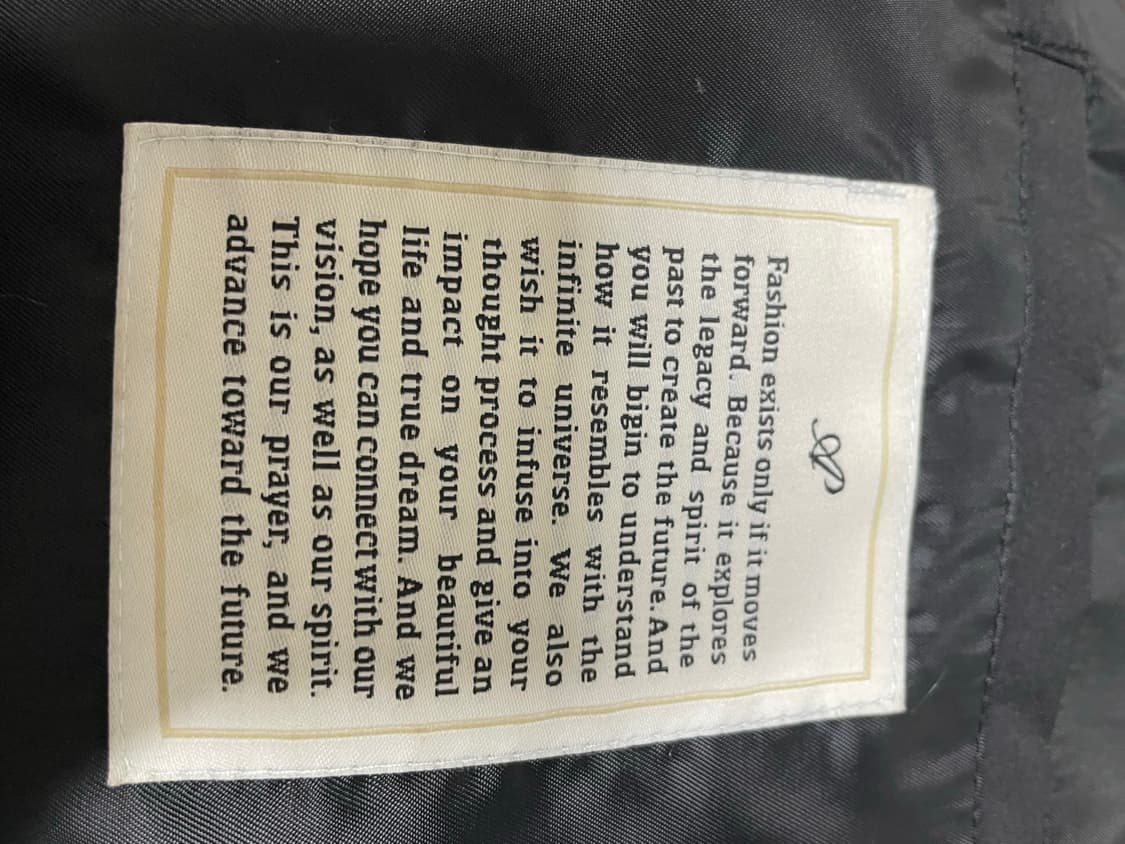 Fashion exists only if it moves
forward. Because it explores
the legacy and spirit of the
past to create the future. And
you will bigin to understand
how it resembles with the
infinite universe. We also
wish it to infuse into your
thought process and give an
impact on your beautiful
life and true dream. And we
hope you can connect with our
vision, as well as our spirit.
This is our prayer, and we
advance toward the future.